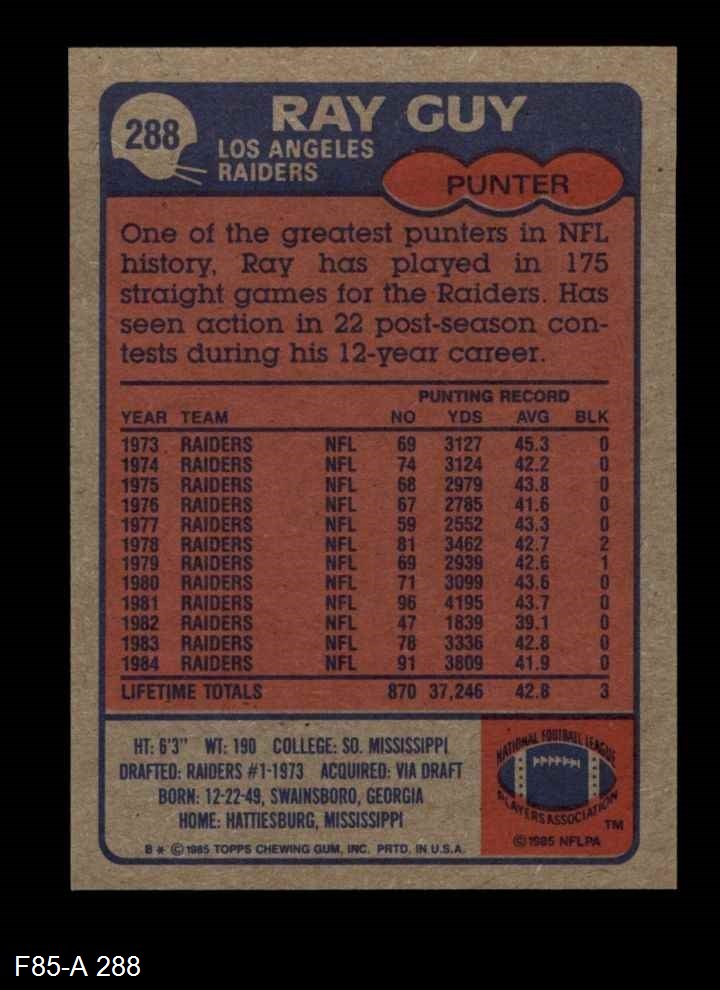 288
RAY GUY
LOS ANGELES
RAIDERS
PUNTER
One of the greatest punters in NFL
history, Ray has played in 175
straight games for the Raiders. Has
seen action in 22 post-season con-
tests during his 12-year career.
PUNTING RECORD
YEAR TEAM NO YDS AVG BLK
1973 RAIDERS NFL 69 3127 45.3 0
1974 RAIDERS NFL 74 3124 42.2 0
1975 RAIDERS NFL 68 2979 43.8 0
1976 RAIDERS NFL 67 2785 41.6 0
1977 RAIDERS NFL 59 2552 43.3 0
1978 RAIDERS NFL 81 3462 42.7 2
1979 RAIDERS NFL 69 2939 42.6 1
1980 RAIDERS NFL 71 3099 43.6 0
1981 RAIDERS NFL 96 4195 43.7 0
1982 RAIDERS NFL 47 1839 39.1 0
1983 RAIDERS NFL 78 3336 42.8 0
1984 RAIDERS NFL 91 3809 41.9 0
LIFETIME TOTALS 870 37,246 42.8 3
HT: 6'3" WT: 190 COLLEGE: SO. MISSISSIPPI
DRAFTED: RAIDERS #1-1973 ACQUIRED: VIA DRAFT
BORN: 12-22-49, SWAINSBORO, GEORGIA
HOME: HATTIESBURG, MISSISSIPPI
B * © 1985 TOPPS CHEWING GUM, INC. PRTD. IN U.S.A.
NATIONAL FOOTBALL LEAGUE
PLAYERS ASSOCIATION
TM
© 1985 NFLPA
F85-A 288